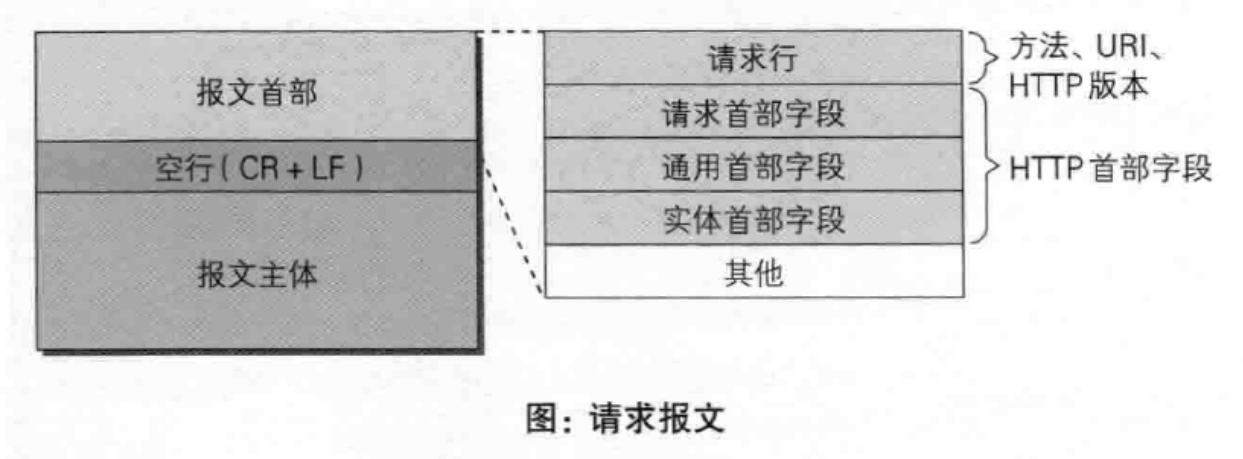 报文首部
空行(CR+LF)
报文主体
请求行
请求首部字段
通用首部字段
实体首部字段
其他
方法、URI、
HTTP版本
HTTP首部字段
图：请求报文